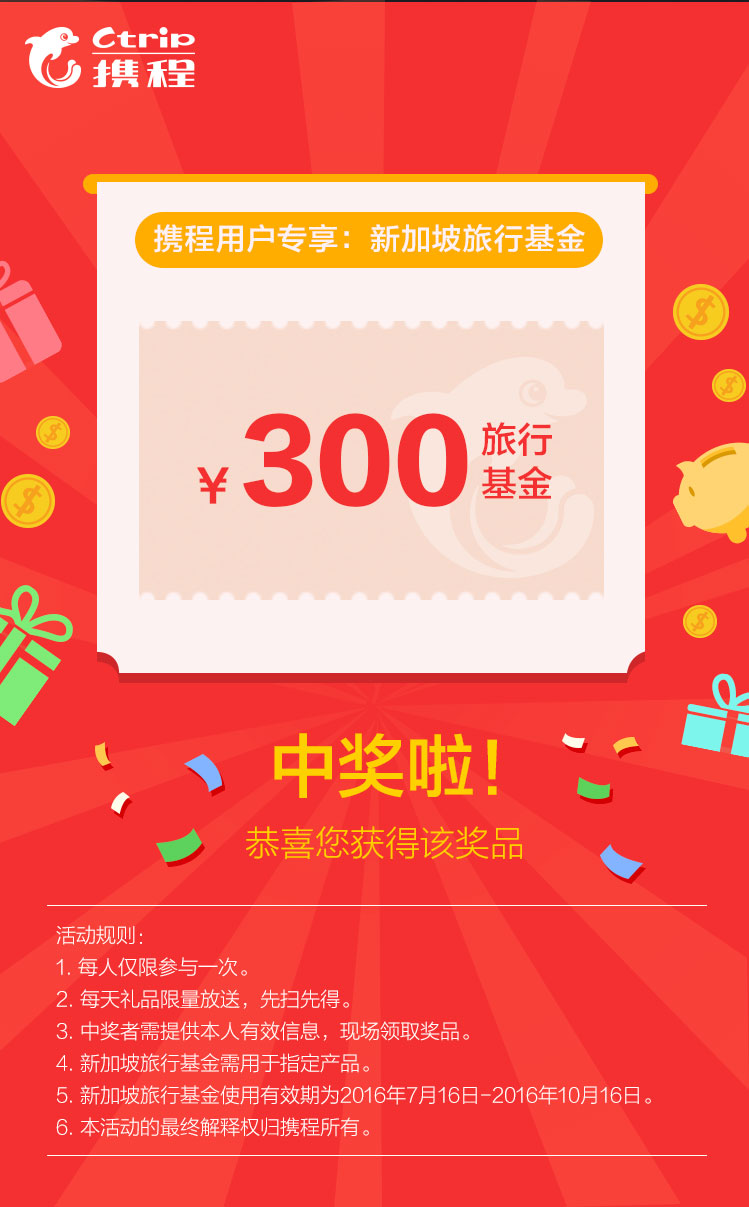 Ctrip
携程
携程用户专享：新加坡旅行基金
¥300 旅行
基金
中奖啦！
恭喜您获得该奖品
活动规则：
1. 每人仅限参与一次。
2. 每天礼品限量放送，先扫先得。
3. 中奖者需提供本人有效信息，现场领取奖品。
4. 新加坡旅行基金需用于指定产品。
5. 新加坡旅行基金使用有效期为2016年7月16日-2016年10月16日。
6. 本活动的最终解释权归携程所有。